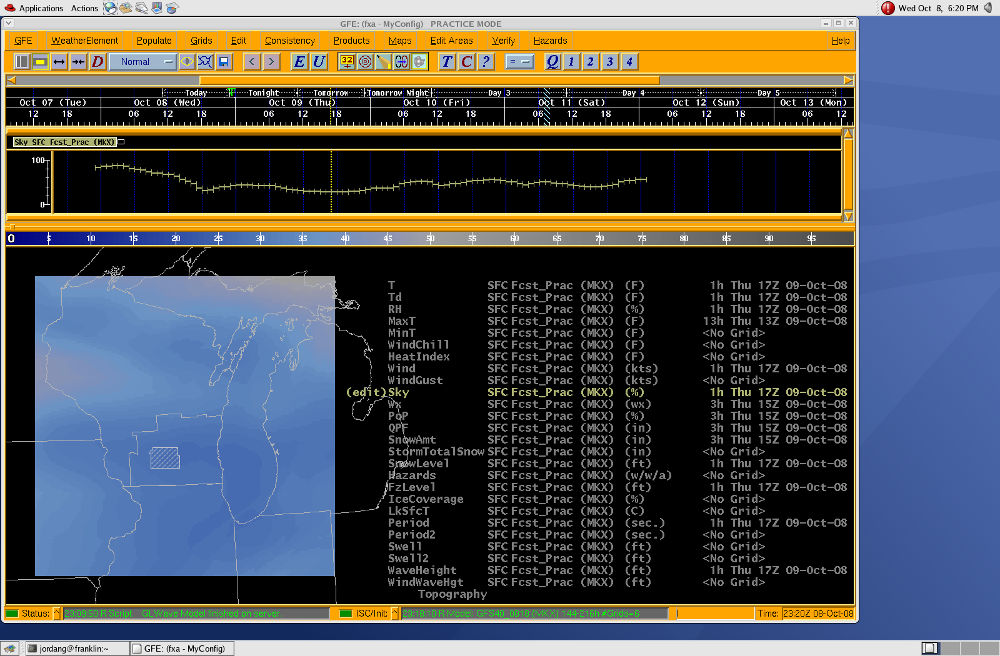 Applications Actions Wed Oct 8, 6:20 PM
GFE: (fxa - MyConfig) PRACTICE MODE
GFE WeatherElement Populate Grids Edit Consistency Products Maps Edit Areas Verify Hazards Help
D Normal < > E U 32 T C ? = Q 1 2 3 4
Today Tonight Tomorrow Tomorrow Night Day 3 Day 4 Day 5
Oct 07 (Tue) Oct 08 (Wed) Oct 09 (Thu) Oct 10 (Fri) Oct 11 (Sat) Oct 12 (Sun) Oct 13 (Mon)
12 18 06 12 18 06 12 18 06 12 18 06 12 18 06 12 18 06 12
Sky SFC Fcst_Prac (MKX)
100
0
0 5 10 15 20 25 30 35 40 45 50 55 60 65 70 75 80 85 90 95
T SFC Fcst_Prac (MKX) (F) 1h Thu 17Z 09-Oct-08
Td SFC Fcst_Prac (MKX) (F) 1h Thu 17Z 09-Oct-08
RH SFC Fcst_Prac (MKX) (%) 1h Thu 17Z 09-Oct-08
MaxT SFC Fcst_Prac (MKX) (F) 13h Thu 13Z 09-Oct-08
MinT SFC Fcst_Prac (MKX) (F) <No Grid>
WindChill SFC Fcst_Prac (MKX) (F) <No Grid>
HeatIndex SFC Fcst_Prac (MKX) (F) <No Grid>
Wind SFC Fcst_Prac (MKX) (kts) 1h Thu 17Z 09-Oct-08
WindGust SFC Fcst_Prac (MKX) (kts) <No Grid>
(edit)Sky SFC Fcst_Prac (MKX) (%) 1h Thu 17Z 09-Oct-08
Wx SFC Fcst_Prac (MKX) (wx) 3h Thu 15Z 09-Oct-08
PoP SFC Fcst_Prac (MKX) (%) 3h Thu 15Z 09-Oct-08
QPF SFC Fcst_Prac (MKX) (in) 3h Thu 15Z 09-Oct-08
SnowAmt SFC Fcst_Prac (MKX) (in) 3h Thu 15Z 09-Oct-08
StormTotalSnow SFC Fcst_Prac (MKX) (in) <No Grid>
SnowLevel SFC Fcst_Prac (MKX) (ft) 1h Thu 17Z 09-Oct-08
Hazards SFC Fcst_Prac (MKX) (w/w/a) <No Grid>
FzLevel SFC Fcst_Prac (MKX) (ft) 1h Thu 17Z 09-Oct-08
IceCoverage SFC Fcst_Prac (MKX) (%) <No Grid>
LkSfcT SFC Fcst_Prac (MKX) (C) <No Grid>
Period SFC Fcst_Prac (MKX) (sec.) 1h Thu 17Z 09-Oct-08
Period2 SFC Fcst_Prac (MKX) (sec.) <No Grid>
Swell SFC Fcst_Prac (MKX) (ft) <No Grid>
Swell2 SFC Fcst_Prac (MKX) (ft) <No Grid>
WaveHeight SFC Fcst_Prac (MKX) (ft) 1h Thu 17Z 09-Oct-08
WindWaveHgt SFC Fcst_Prac (MKX) (ft) <No Grid>
Topography
Status: 23:09:50 R Script GLWave Model finished on server. ISC/Init: 23:18:10 R Model: GFS40_0818 (MKX) 144-216h #Grids=6 Time: 23:20Z 08-Oct-08
jordang@franklin:~ GFE: (fxa - MyConfig)